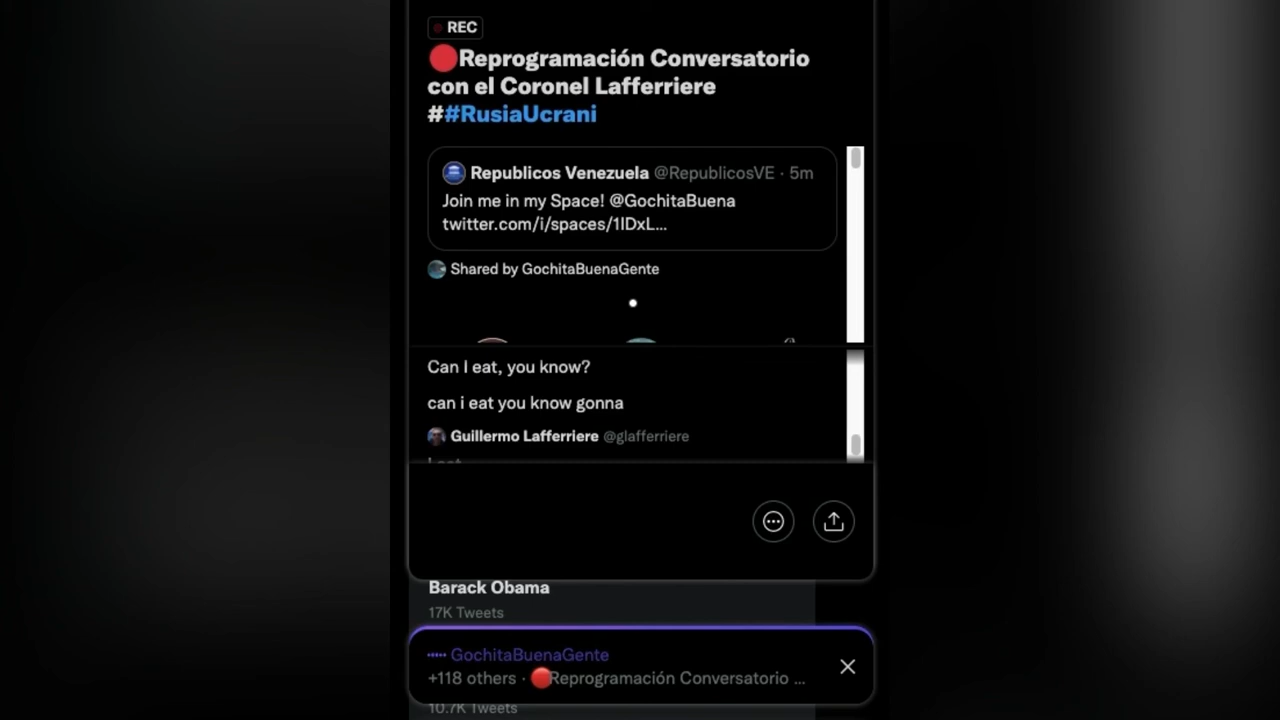 REC
🔴Reprogramación Conversatorio
con el Coronel Lafferriere
##RusiaUcrani
Republicos Venezuela @RepublicosVE · 5m
Join me in my Space! @GochitaBuena
twitter.com/i/spaces/1lDxL...
Shared by GochitaBuenaGente
Can I eat, you know?
can i eat you know gonna
Guillermo Lafferriere @glafferriere
Barack Obama
17K Tweets
GochitaBuenaGente
+118 others · 🔴Reprogramación Conversatorio ...
10.7K Tweets